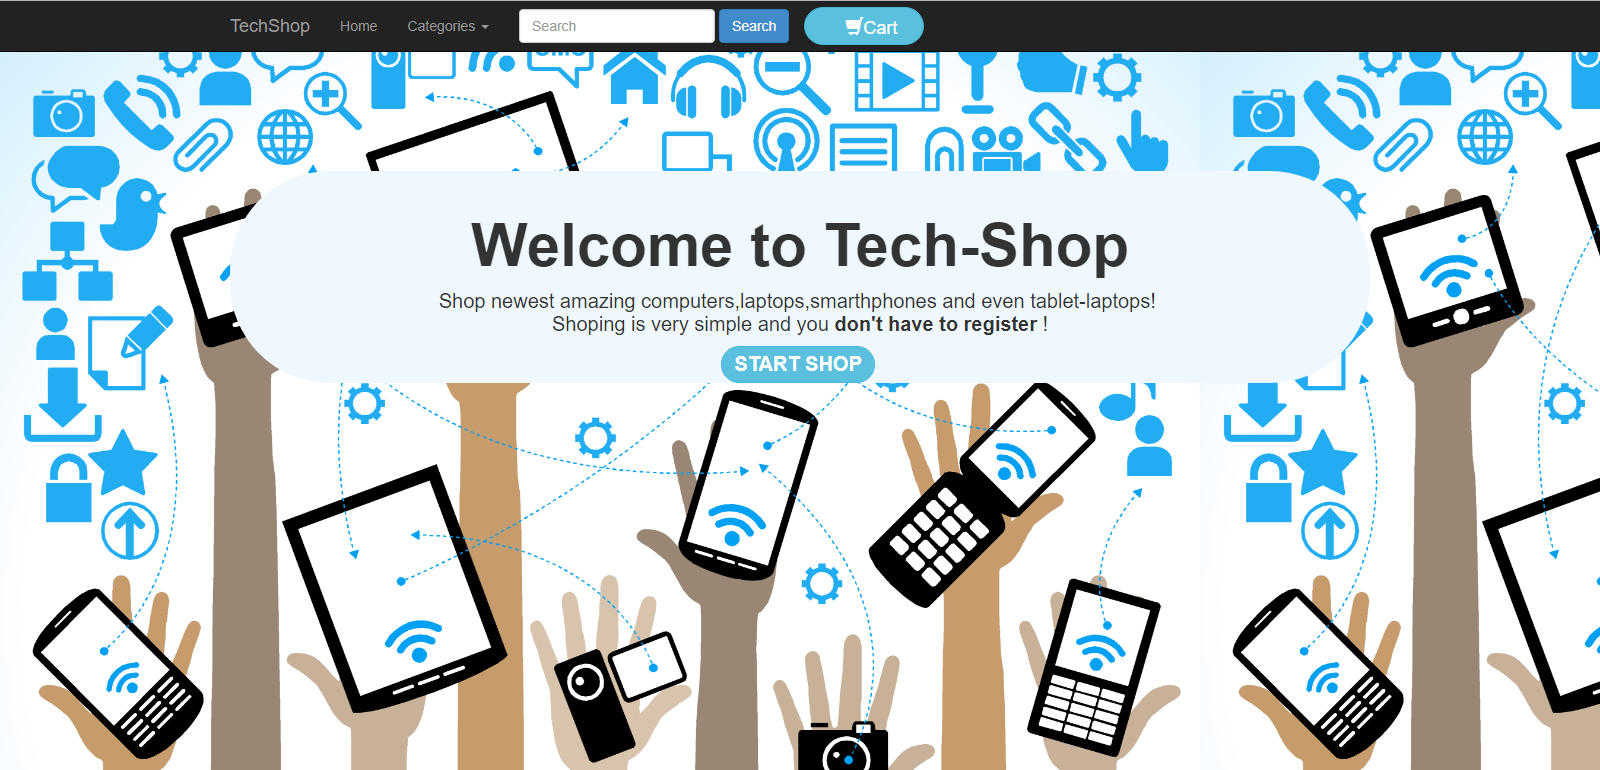 TechShop Home Categories Search Search Cart
Welcome to Tech-Shop
Shop newest amazing computers,laptops,smarthphones and even tablet-laptops!
Shoping is very simple and you don't have to register !
START SHOP